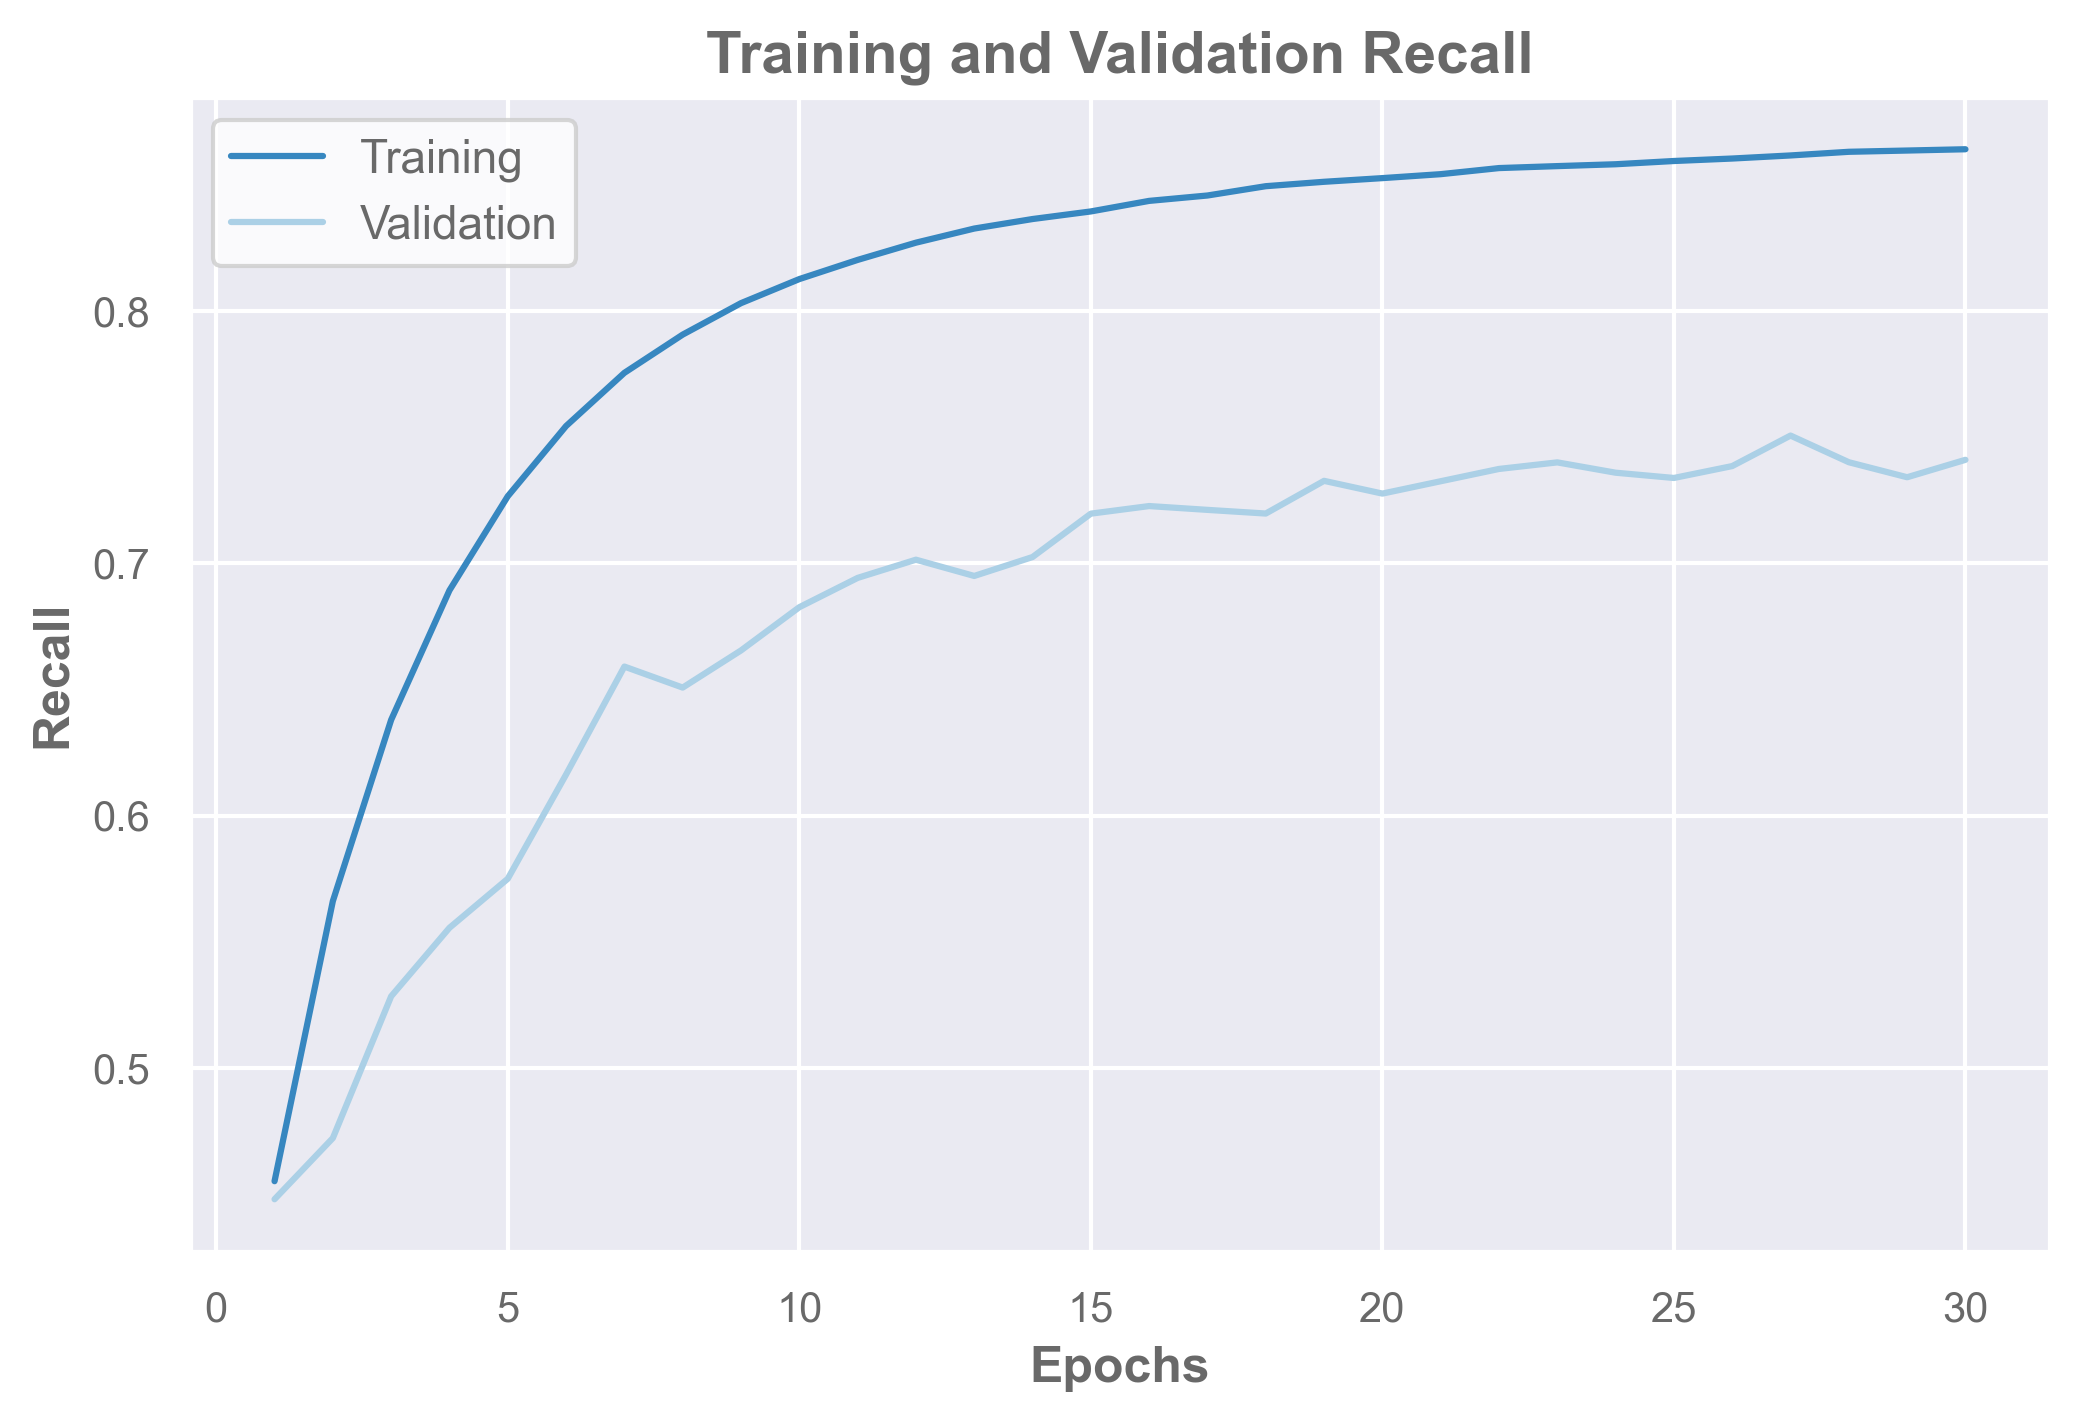 Training and Validation Recall
Training
Validation
0.8
0.7
0.6
0.5
Recall
0 5 10 15 20 25 30
Epochs